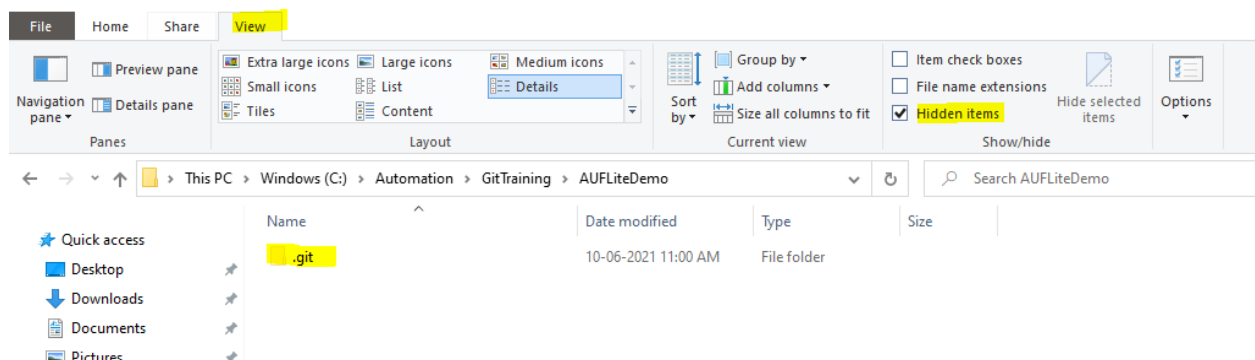 File Home Share View
Navigation pane
Preview pane
Details pane
Panes
Extra large icons Large icons Medium icons
Small icons List Details
Tiles Content
Layout
Sort by
Group by
Add columns
Size all columns to fit
Current view
Item check boxes
File name extensions
Hidden items
Hide selected items
Show/hide
Options
This PC > Windows (C:) > Automation > GitTraining > AUFLiteDemo
Search AUFLiteDemo
Name Date modified Type Size
.git 10-06-2021 11:00 AM File folder
Quick access
Desktop
Downloads
Documents
Pictures